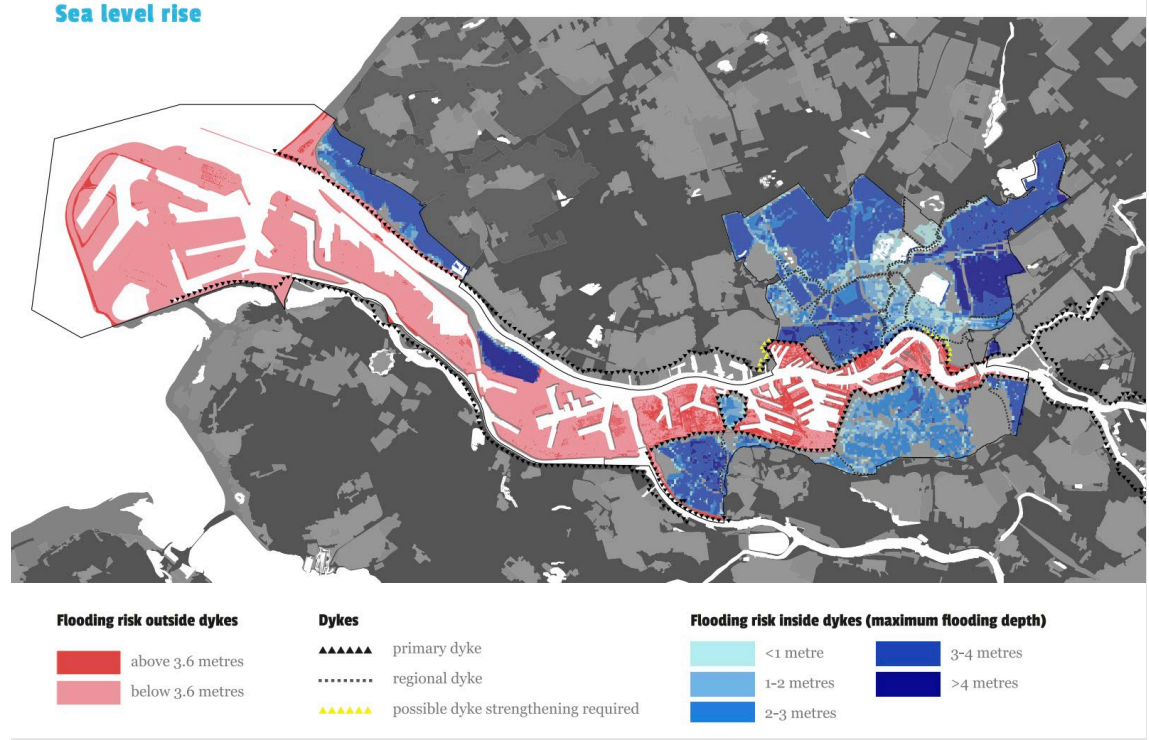 Sea level rise
Flooding risk outside dykes
above 3.6 metres
below 3.6 metres
Dykes
primary dyke
regional dyke
possible dyke strengthening required
Flooding risk inside dykes (maximum flooding depth)
<1 metre
1-2 metres
2-3 metres
3-4 metres
>4 metres